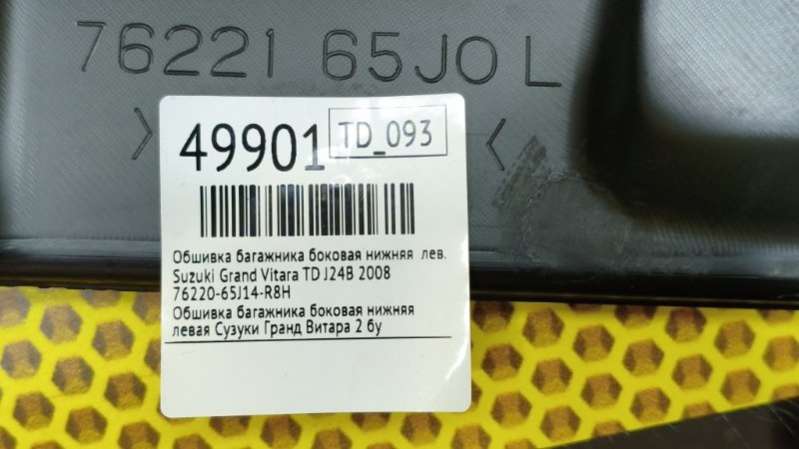 76221 65J0 L
> <
49901 TD_093
Обшивка багажника боковая нижняя лев.
Suzuki Grand Vitara TD J24B 2008
76220-65J14-R8H
Обшивка багажника боковая нижняя
левая Сузуки Гранд Витара 2 бу